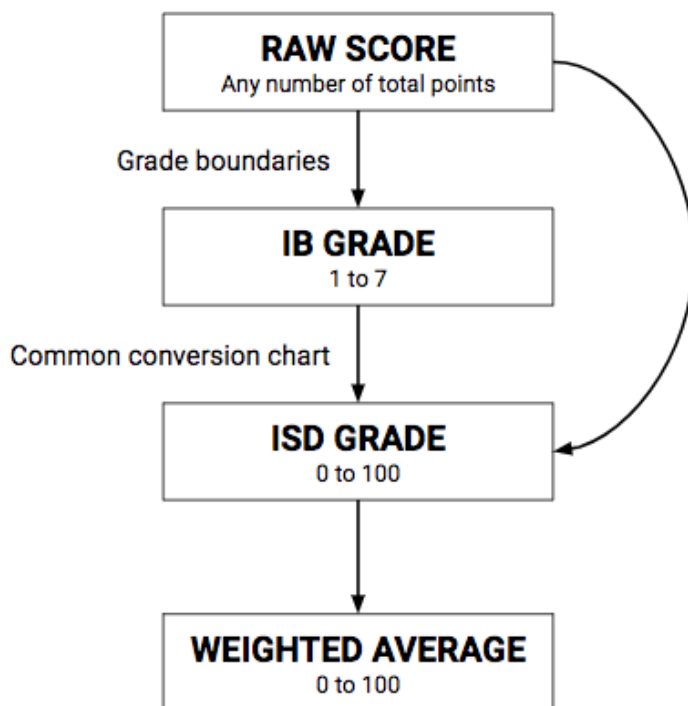 RAW SCORE
Any number of total points
Grade boundaries
IB GRADE
1 to 7
Common conversion chart
ISD GRADE
0 to 100
WEIGHTED AVERAGE
0 to 100